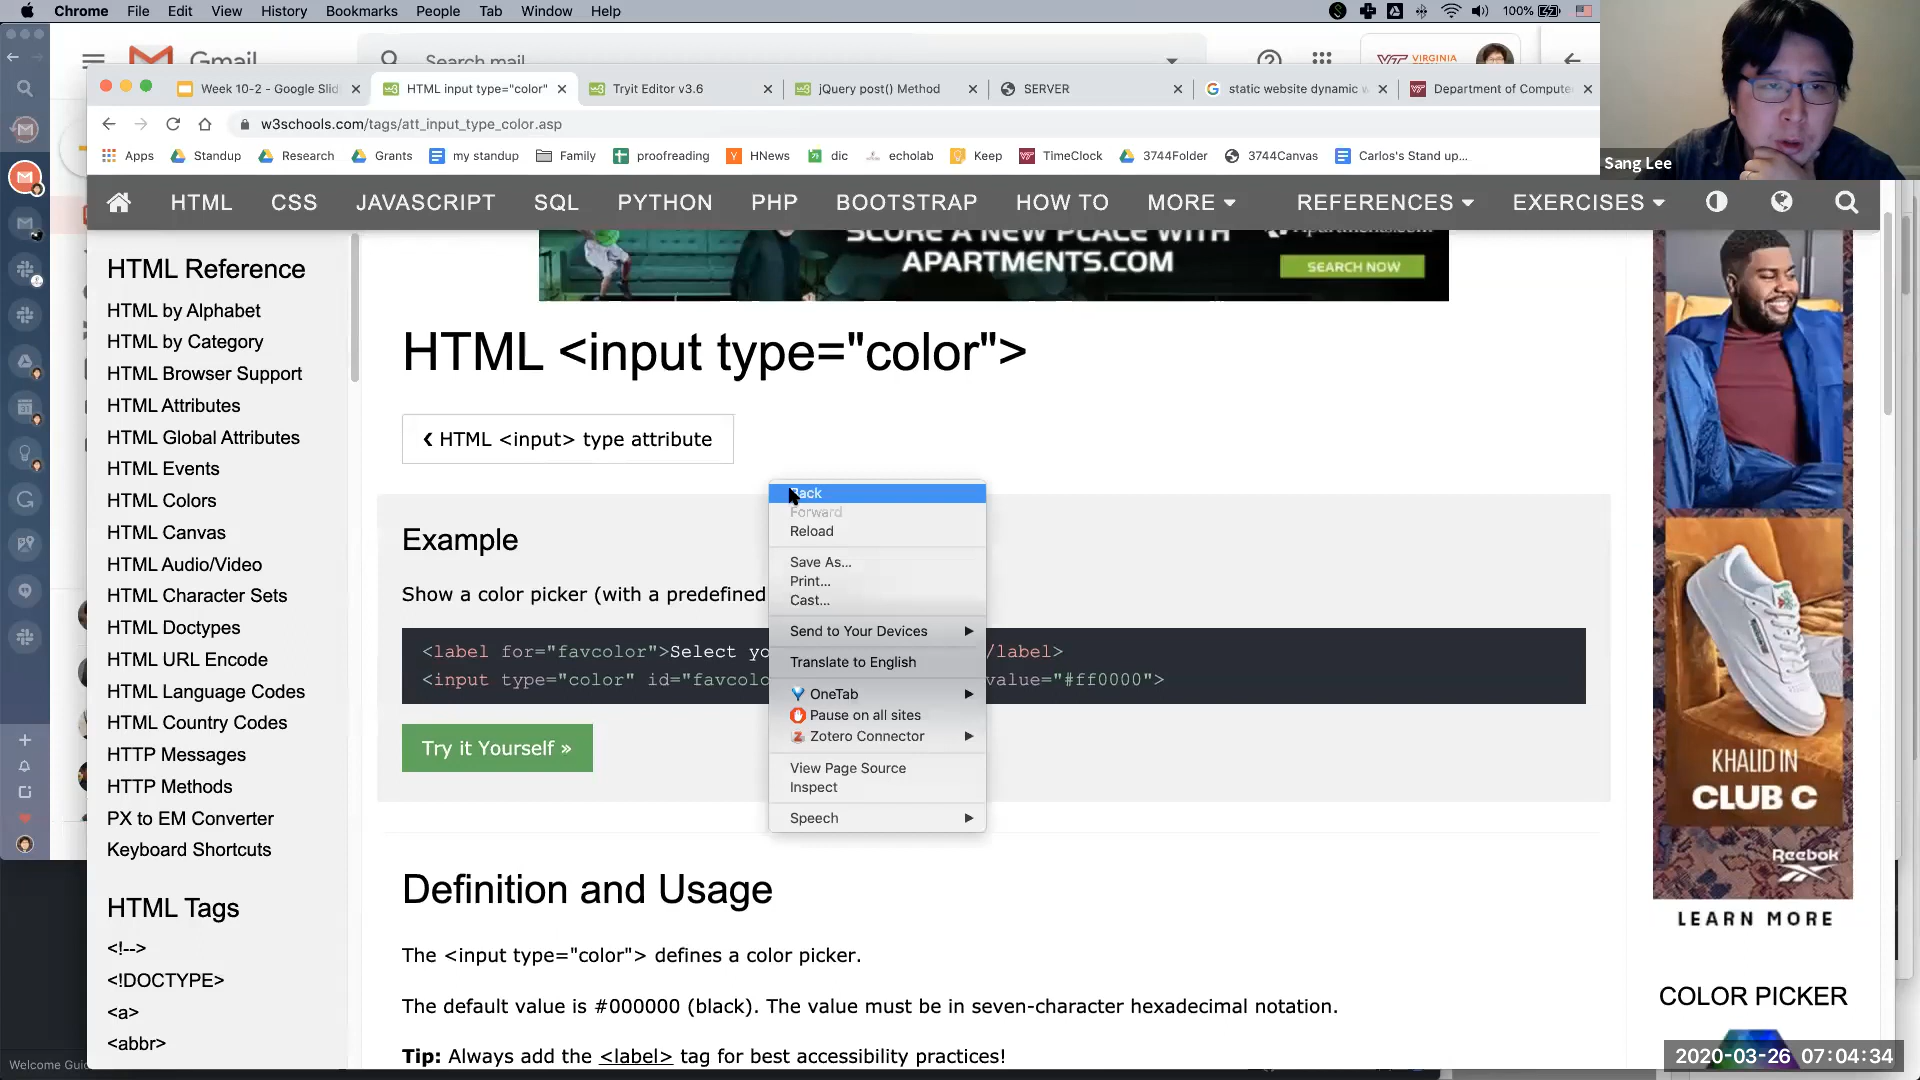 Chrome File Edit View History Bookmarks People Tab Window Help
100%
Gmail
Search mail
VIRGINIA
Week 10-2 - Google Slid
HTML input type="color"
Tryit Editor v3.6
jQuery post() Method
SERVER
static website dynamic w
Department of Compute
w3schools.com/tags/att_input_type_color.asp
Apps Standup Research Grants my standup Family proofreading HNews dic echolab Keep TimeClock 3744Folder 3744Canvas Carlos's Stand up...
Sang Lee
HTML CSS JAVASCRIPT SQL PYTHON PHP BOOTSTRAP HOW TO MORE REFERENCES EXERCISES
SCORE A NEW PLACE WITH
APARTMENTS.COM
Apartments.com
SEARCH NOW
HTML Reference
HTML by Alphabet
HTML by Category
HTML Browser Support
HTML Attributes
HTML Global Attributes
HTML Events
HTML Colors
HTML Canvas
HTML Audio/Video
HTML Character Sets
HTML Doctypes
HTML URL Encode
HTML Language Codes
HTML Country Codes
HTTP Messages
HTTP Methods
PX to EM Converter
Keyboard Shortcuts
HTML Tags
<!-->
<!DOCTYPE>
<a>
<abbr>
HTML <input type="color">
❮ HTML <input> type attribute
Example
Show a color picker (with a predefined
<label for="favcolor">Select yo /label>
<input type="color" id="favcolo value="#ff0000">
Try it Yourself »
Back
Forward
Reload
Save As...
Print...
Cast...
Send to Your Devices
Translate to English
OneTab
Pause on all sites
Zotero Connector
View Page Source
Inspect
Speech
Definition and Usage
The <input type="color"> defines a color picker.
The default value is #000000 (black). The value must be in seven-character hexadecimal notation.
Tip: Always add the <label> tag for best accessibility practices!
KHALID IN
CLUB C
Reebok
LEARN MORE
COLOR PICKER
Welcome Gui
2020-03-26 07:04:34